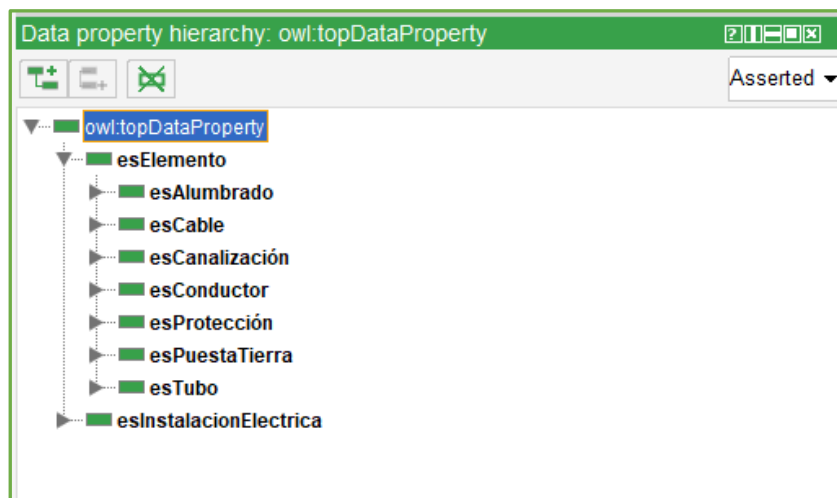 Data property hierarchy: owl:topDataProperty
Asserted
owl:topDataProperty
esElemento
esAlumbrado
esCable
esCanalización
esConductor
esProtección
esPuestaTierra
esTubo
esInstalacionElectrica